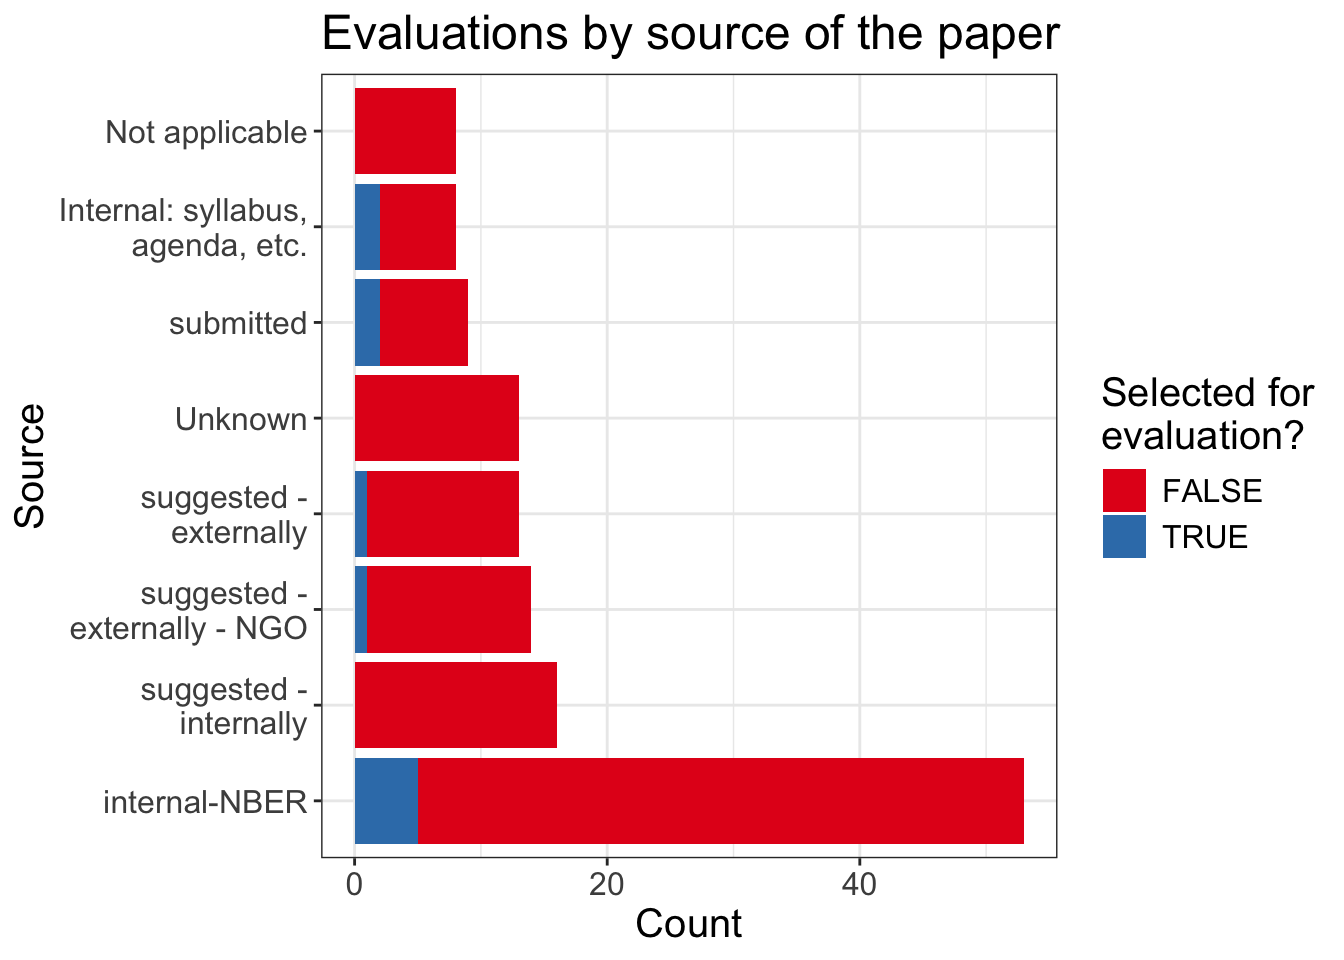 Evaluations by source of the paper
Not applicable
Internal: syllabus,
agenda, etc.
submitted
Unknown
suggested -
externally
suggested -
externally - NGO
suggested -
internally
internal-NBER
Source
0
20
40
Count
Selected for
evaluation?
FALSE
TRUE